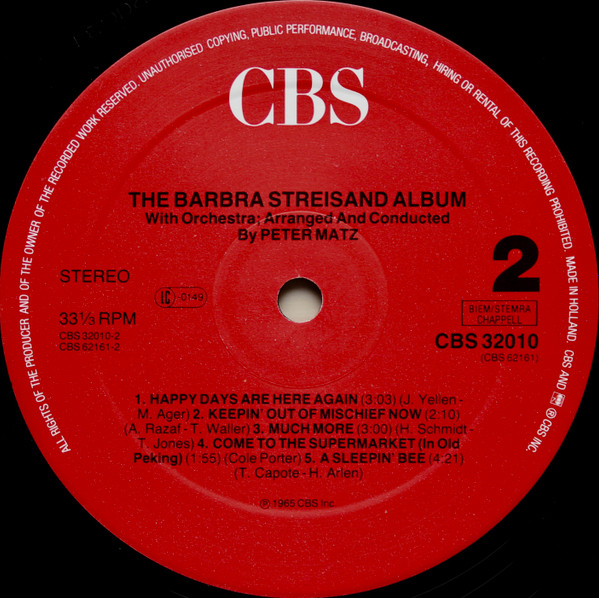 ALL RIGHTS OF THE PRODUCER AND OF THE OWNER OF THE RECORDED WORK RESERVED. UNAUTHORISED COPYING, PUBLIC PERFORMANCE, BROADCASTING, HIRING OR RENTAL OF THIS RECORDING PROHIBITED. MADE IN HOLLAND. CBS AND ℗ CBS INC.
CBS
THE BARBRA STREISAND ALBUM
With Orchestra; Arranged And Conducted
By PETER MATZ
2
STEREO
LC 0149
BIEM/STEMRA
CHAPPELL
33⅓ RPM
CBS 32010-2
CBS 62161-2
CBS 32010
(CBS 62161)
1. HAPPY DAYS ARE HERE AGAIN (3:03) (J. Yellen-
M. Ager) 2. KEEPIN' OUT OF MISCHIEF NOW (2:10)
(A. Razaf - T. Waller) 3. MUCH MORE (3:00) (H. Schmidt-
T. Jones) 4. COME TO THE SUPERMARKET (In Old
Peking) (1:55) (Cole Porter) 5. A SLEEPIN' BEE (4:21)
(T. Capote - H. Arlen)
℗ 1965 CBS Inc